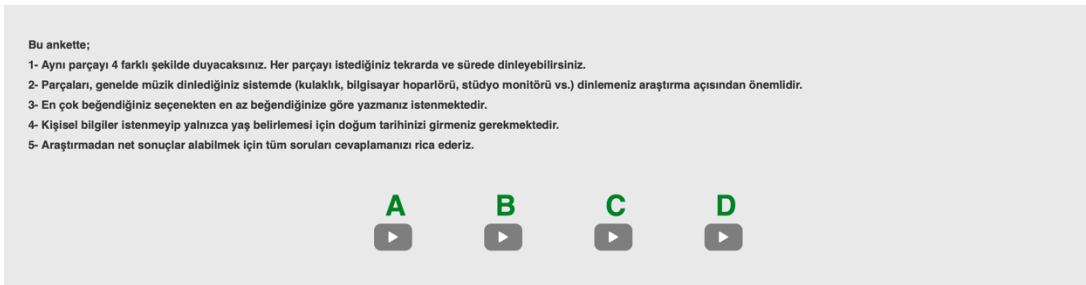 Bu ankette;
1- Aynı parçayı 4 farklı şekilde duyacaksınız. Her parçayı istediğiniz tekrarda ve sürede dinleyebilirsiniz.
2- Parçaları, genelde müzik dinlediğiniz sistemde (kulaklık, bilgisayar hoparlörü, stüdyo monitörü vs.) dinlemeniz araştırma açısından önemlidir.
3- En çok beğendiğiniz seçenekten en az beğendiğinize göre yazmanız istenmektedir.
4- Kişisel bilgiler istenmeyip yalnızca yaş belirlemesi için doğum tarihinizi girmeniz gerekmektedir.
5- Araştırmadan net sonuçlar alabilmek için tüm soruları cevaplamanızı rica ederiz.
A B C D